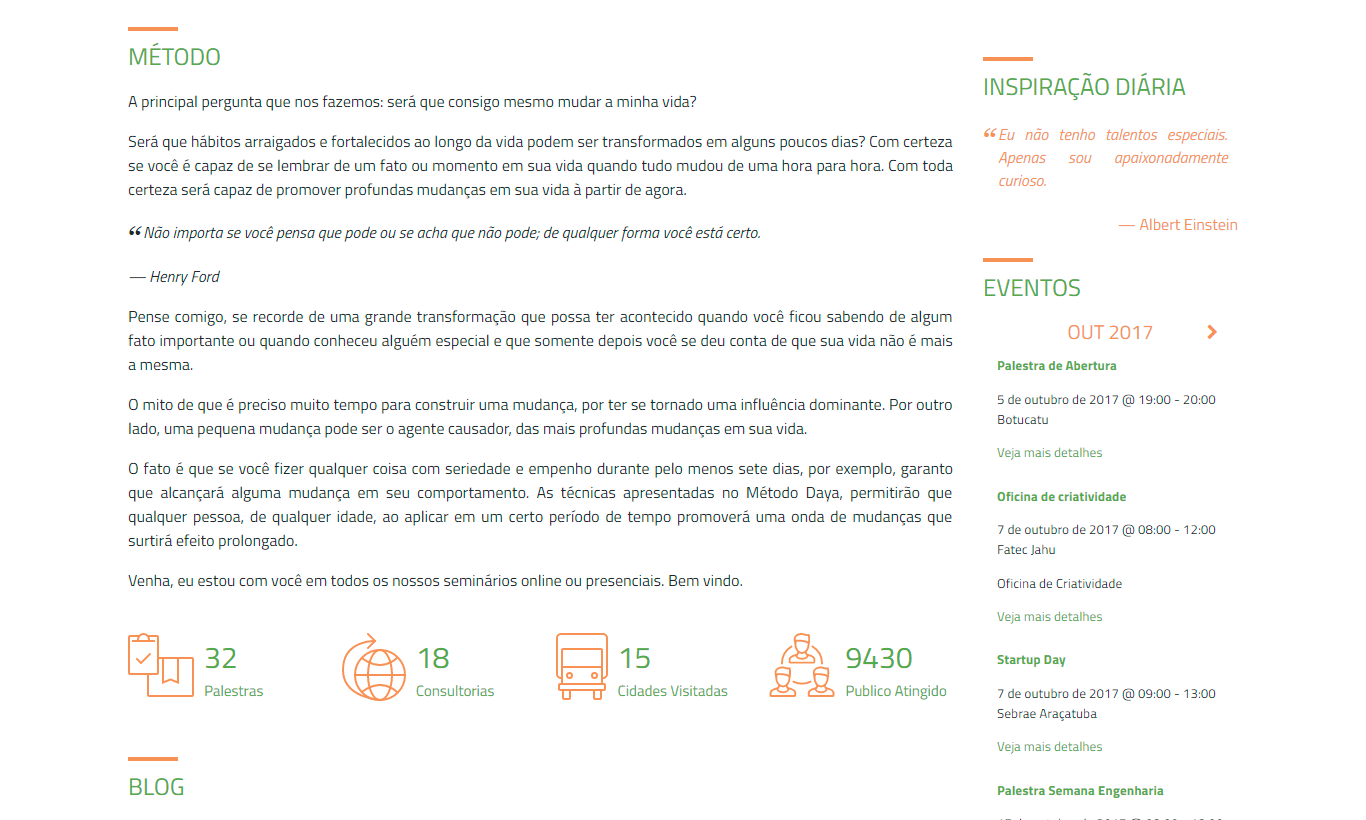 MÉTODO
A principal pergunta que nos fazemos: será que consigo mesmo mudar a minha vida?
Será que hábitos arraigados e fortalecidos ao longo da vida podem ser transformados em alguns poucos dias? Com certeza
se você é capaz de se lembrar de um fato ou momento em sua vida quando tudo mudou de uma hora para hora. Com toda
certeza será capaz de promover profundas mudanças em sua vida à partir de agora.
“ Não importa se você pensa que pode ou se acha que não pode; de qualquer forma você está certo.
— Henry Ford
Pense comigo, se recorde de uma grande transformação que possa ter acontecido quando você ficou sabendo de algum
fato importante ou quando conheceu alguém especial e que somente depois você se deu conta de que sua vida não é mais
a mesma.
O mito de que é preciso muito tempo para construir uma mudança, por ter se tornado uma influência dominante. Por outro
lado, uma pequena mudança pode ser o agente causador, das mais profundas mudanças em sua vida.
O fato é que se você fizer qualquer coisa com seriedade e empenho durante pelo menos sete dias, por exemplo, garanto
que alcançará alguma mudança em seu comportamento. As técnicas apresentadas no Método Daya, permitirão que
qualquer pessoa, de qualquer idade, ao aplicar em um certo período de tempo promoverá uma onda de mudanças que
surtirá efeito prolongado.
Venha, eu estou com você em todos os nossos seminários online ou presenciais. Bem vindo.
32
Palestras
18
Consultorias
15
Cidades Visitadas
9430
Publico Atingido
BLOG
INSPIRAÇÃO DIÁRIA
“ Eu não tenho talentos especiais.
Apenas sou apaixonadamente
curioso.
— Albert Einstein
EVENTOS
OUT 2017
Palestra de Abertura
5 de outubro de 2017 @ 19:00 - 20:00
Botucatu
Veja mais detalhes
Oficina de criatividade
7 de outubro de 2017 @ 08:00 - 12:00
Fatec Jahu
Oficina de Criatividade
Veja mais detalhes
Startup Day
7 de outubro de 2017 @ 09:00 - 13:00
Sebrae Araçatuba
Veja mais detalhes
Palestra Semana Engenharia